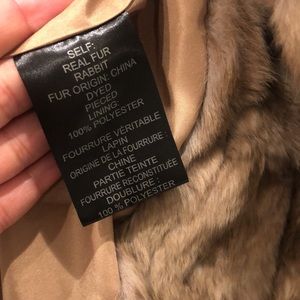 SELF:
REAL FUR
RABBIT
FUR ORIGIN: CHINA
DYED
PIECED
LINING:
100% POLYESTER
FOURRURE VÉRITABLE
LAPIN
ORIGINE DE LA FOURRURE:
CHINE
PARTIE TEINTE
FOURRURE RECONSTITUÉE
DOUBLURE:
100 % POLYESTER